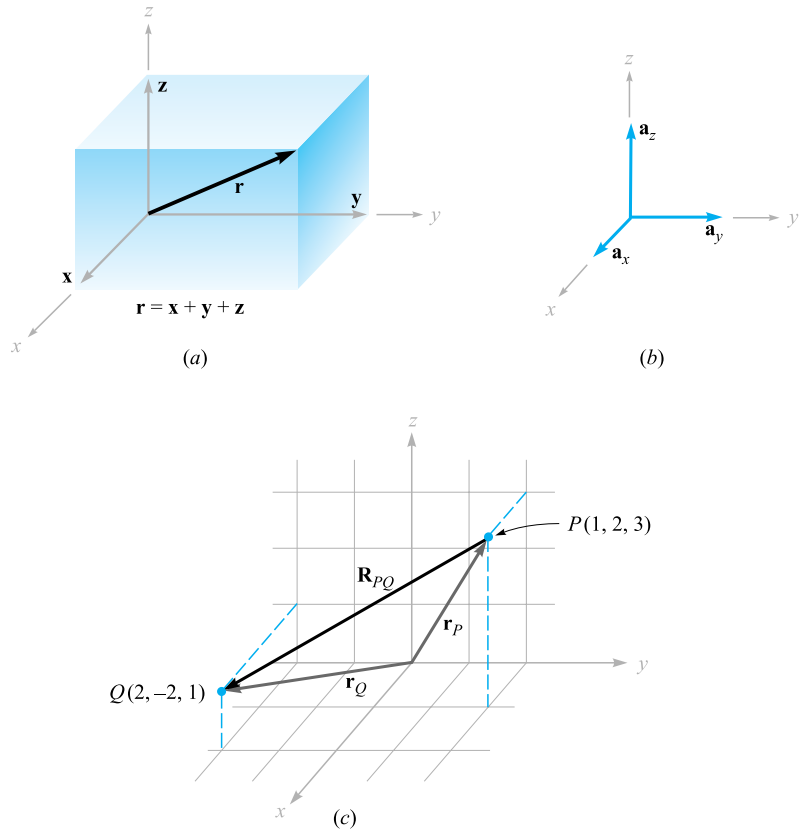 z
z
r
y
y
x
r = x + y + z
x
(a)
z
a_z
y
a_y
a_x
x
(b)
z
P(1, 2, 3)
R_PQ
r_P
y
r_Q
Q(2, –2, 1)
x
(c)